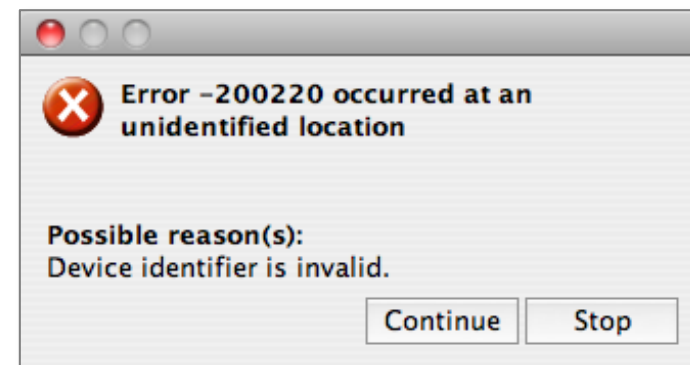 Error –200220 occurred at an
unidentified location
Possible reason(s):
Device identifier is invalid.
Continue Stop